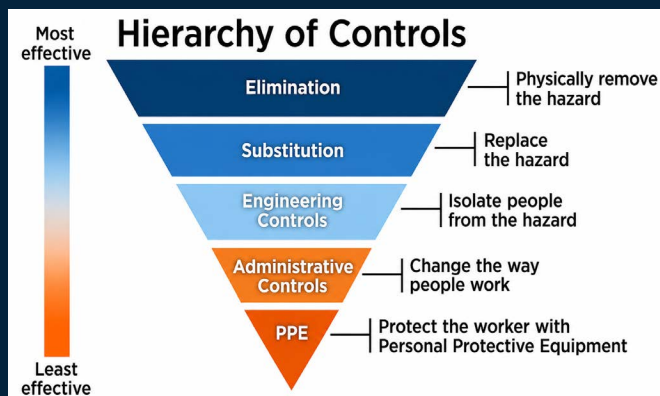 Hierarchy of Controls
Most
effective
Elimination
Physically remove
the hazard
Substitution
Replace
the hazard
Engineering
Controls
Isolate people
from the hazard
Administrative
Controls
Change the way
people work
PPE
Protect the worker with
Personal Protective Equipment
Least
effective